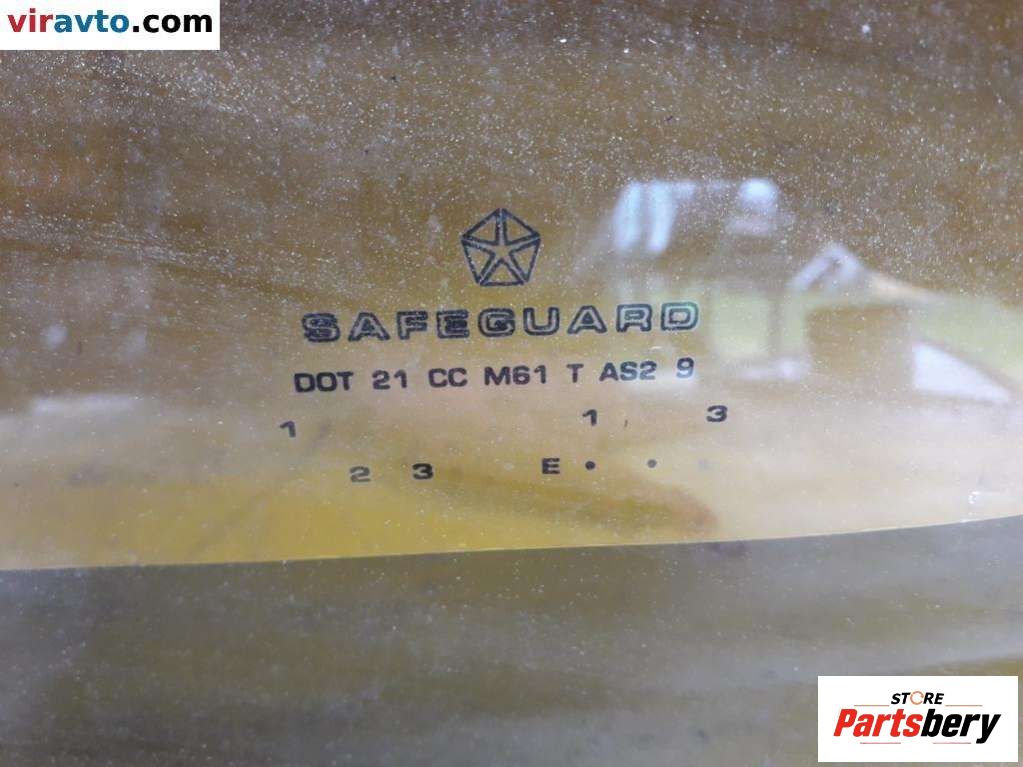 viravto.com
SAFEGUARD
DOT 21 CC M61 T AS2 9
1 1 3
2 3 E • •
STORE
Partsbery